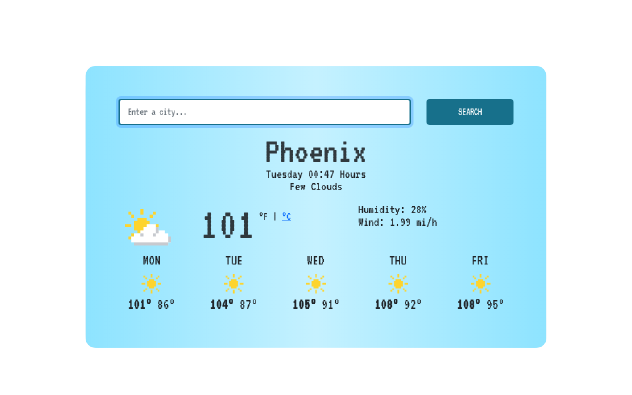 Enter a city...
SEARCH
Phoenix
Tuesday 00:47 Hours
Few Clouds
101 °F | °C
Humidity: 28%
Wind: 1.99 mi/h
MON TUE WED THU FRI
101° 86° 104° 87° 105° 91° 100° 92° 100° 95°